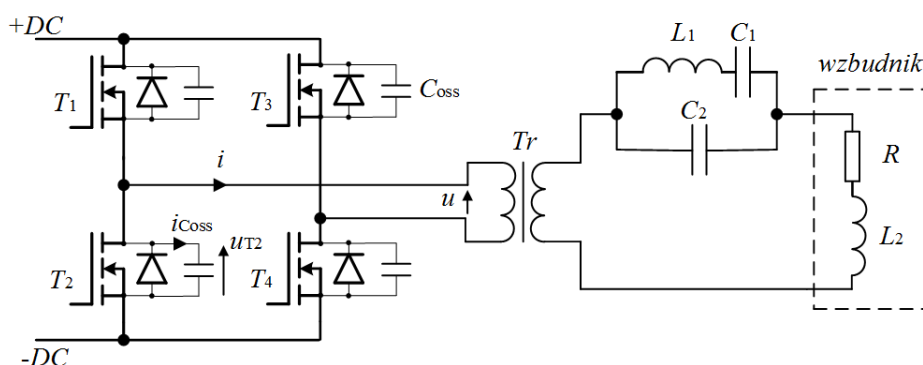 +DC
L1
C1
wzbudnik
T1
T3
Coss
C2
Tr
R
i
u
iCoss
uT2
L2
T2
T4
-DC